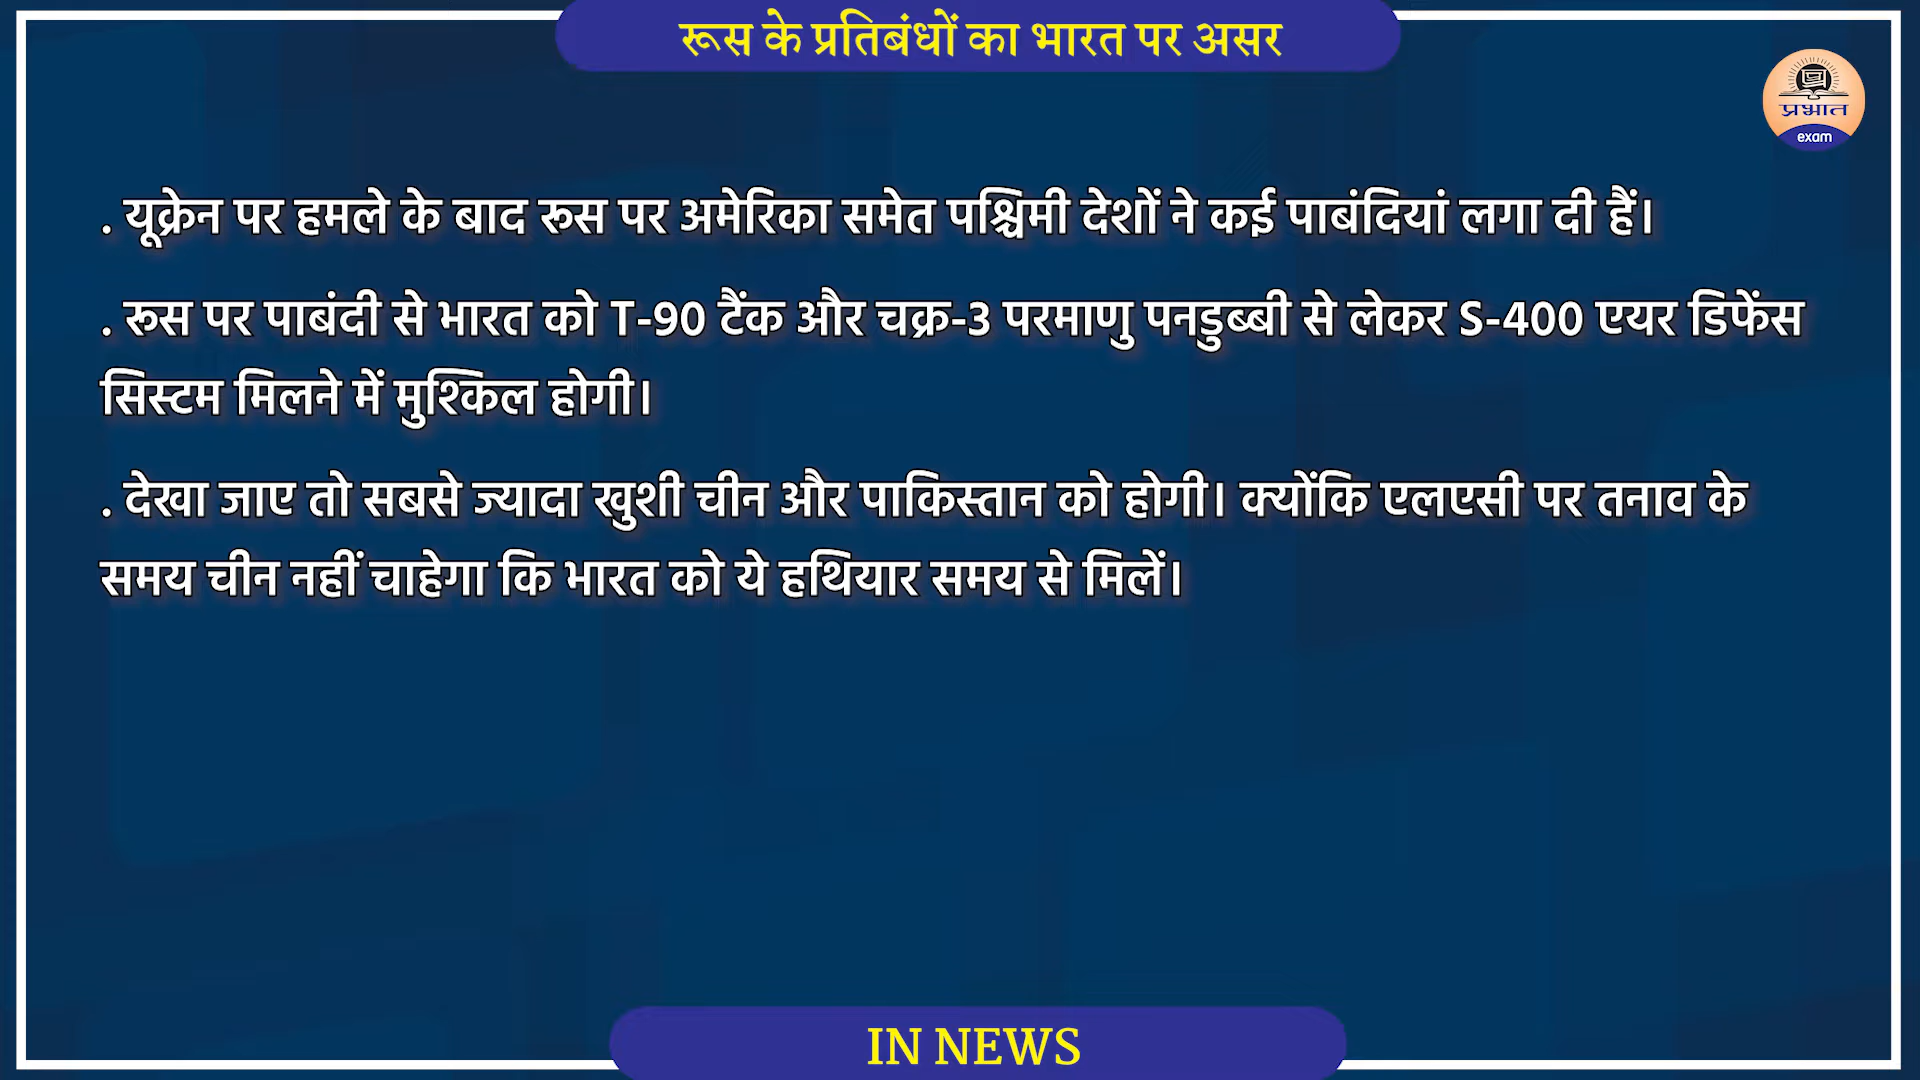 रूस के प्रतिबंधों का भारत पर असर
प्रभात
exam
. यूक्रेन पर हमले के बाद रूस पर अमेरिका समेत पश्चिमी देशों ने कई पाबंदियां लगा दी हैं।
. रूस पर पाबंदी से भारत को T-90 टैंक और चक्र-3 परमाणु पनडुब्बी से लेकर S-400 एयर डिफेंस
सिस्टम मिलने में मुश्किल होगी।
. देखा जाए तो सबसे ज्यादा खुशी चीन और पाकिस्तान को होगी। क्योंकि एलएसी पर तनाव के
समय चीन नहीं चाहेगा कि भारत को ये हथियार समय से मिलें।
IN NEWS